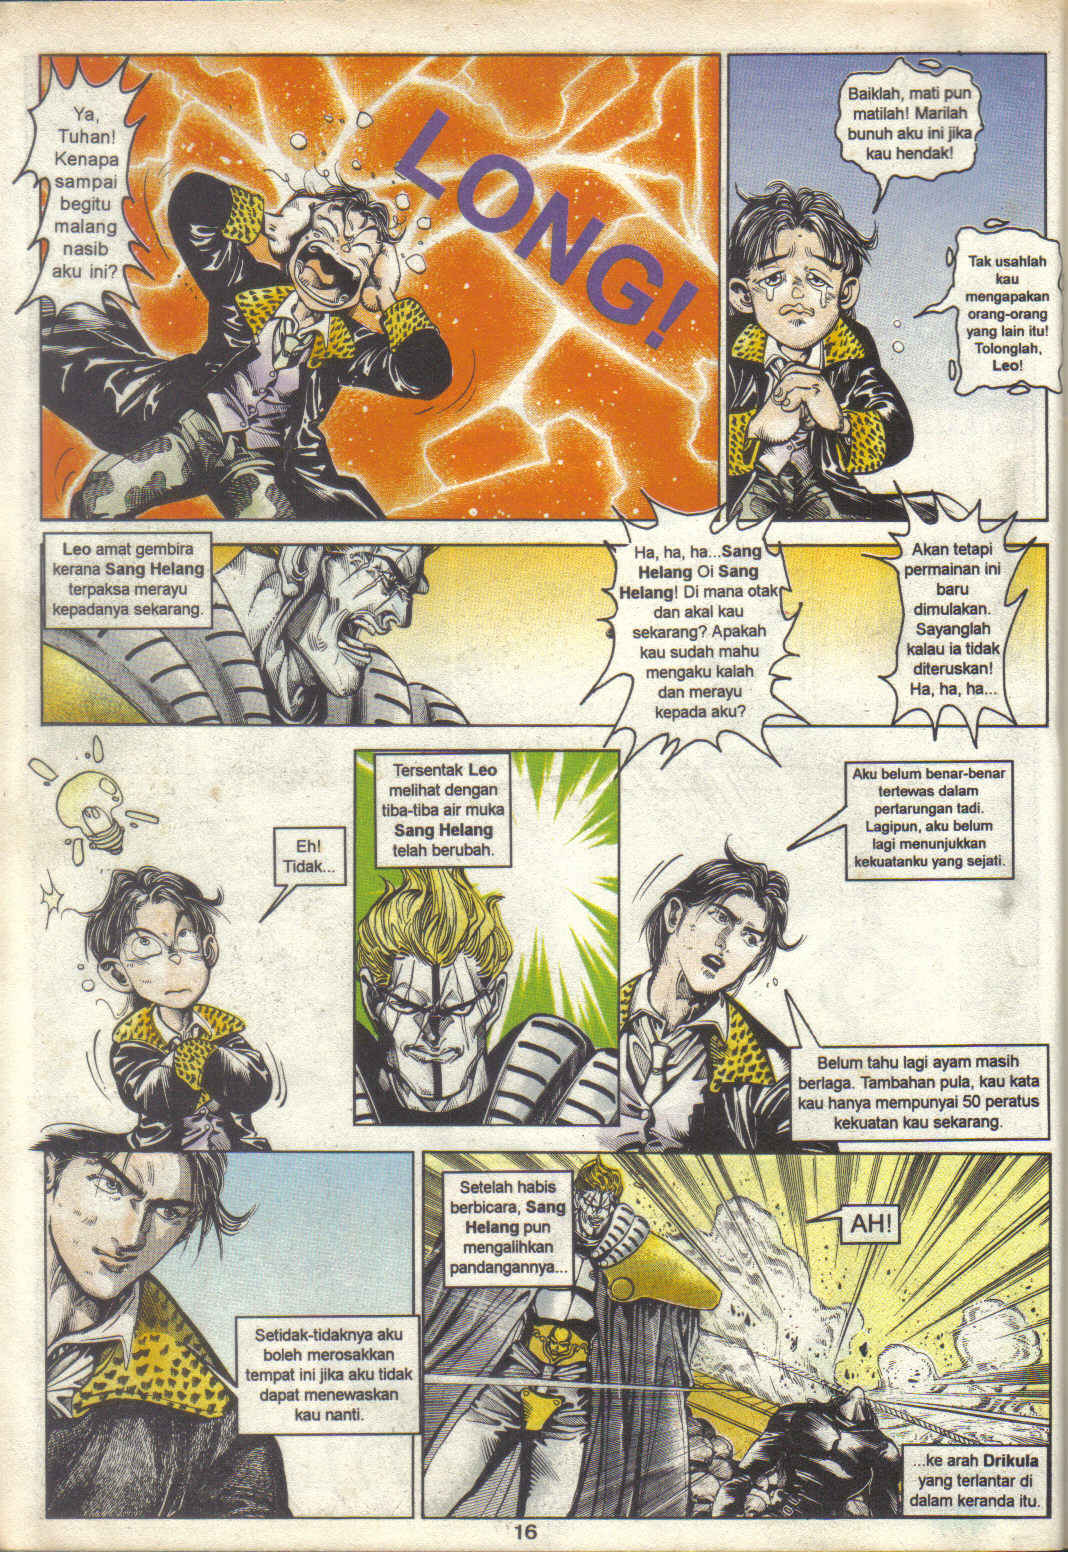 Ya,
Tuhan!
Kenapa
sampai
begitu
malang
nasib
aku ini?
LONG!
Baiklah, mati pun
matilah! Marilah
bunuh aku ini jika
kau hendak!
Tak usahlah
kau
mengapakan
orang-orang
yang lain itu!
Tolonglah,
Leo!
Leo amat gembira
kerana Sang Helang
terpaksa merayu
kepadanya sekarang.
Ha, ha, ha...Sang
Helang Oi Sang
Helang! Di mana otak
dan akal kau
sekarang? Apakah
kau sudah mahu
mengaku kalah
dan merayu
kepada aku?
Akan tetapi
permainan ini
baru
dimulakan.
Sayanglah
kalau ia tidak
diteruskan!
Ha, ha, ha...
Eh!
Tidak...
Tersentak Leo
melihat dengan
tiba-tiba air muka
Sang Helang
telah berubah.
Aku belum benar-benar
tertewas dalam
pertarungan tadi.
Lagipun, aku belum
lagi menunjukkan
kekuatanku yang sejati.
Belum tahu lagi ayam masih
berlaga. Tambahan pula, kau kata
kau hanya mempunyai 50 peratus
kekuatan kau sekarang.
Setidak-tidaknya aku
boleh merosakkan
tempat ini jika aku tidak
dapat menewaskan
kau nanti.
Setelah habis
berbicara, Sang
Helang pun
mengalihkan
pandangannya...
AH!
...ke arah Drikula
yang terlantar di
dalam keranda itu.
16